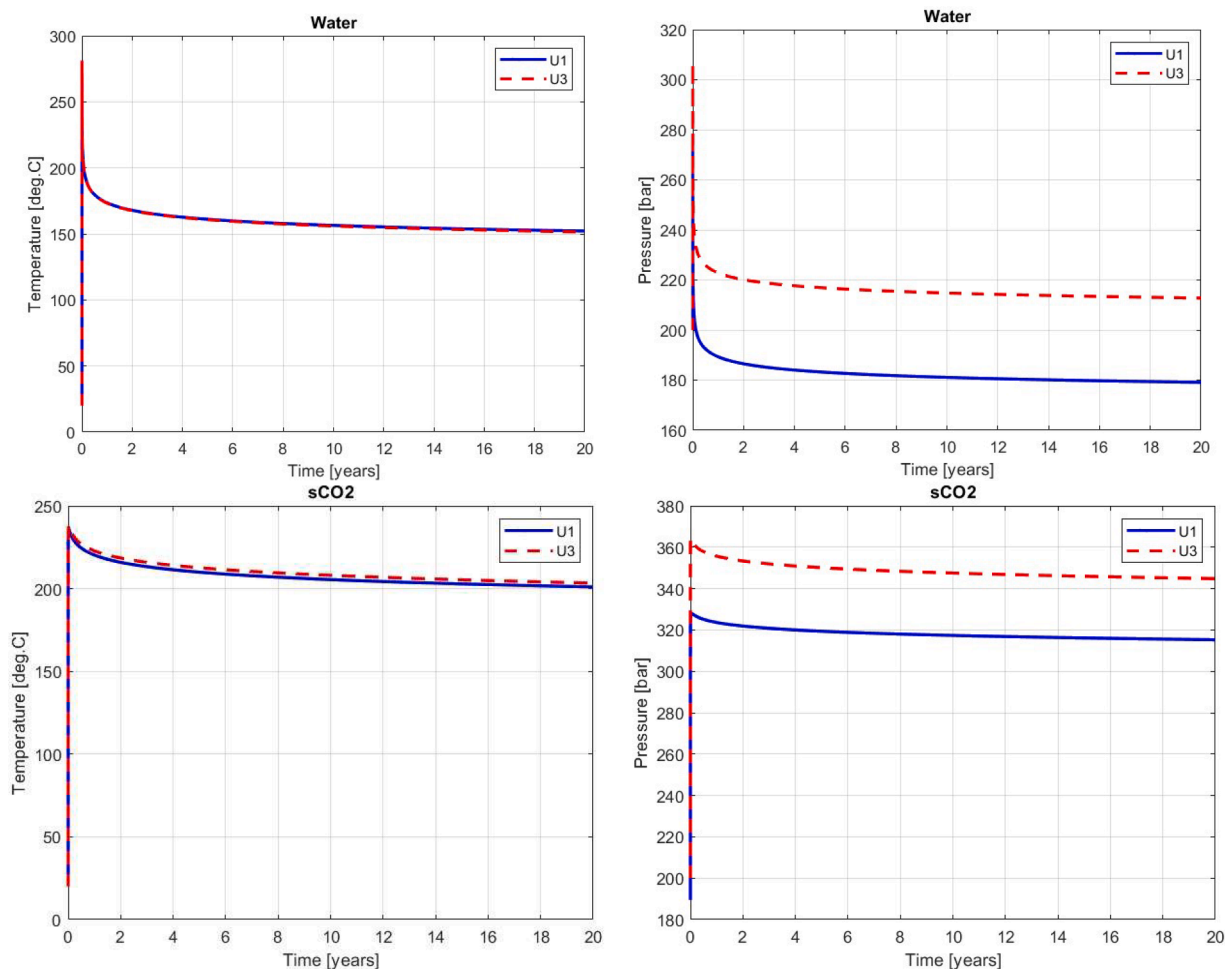 Water
300
250
200
150
100
50
0
Temperature [deg.C]
0 2 4 6 8 10 12 14 16 18 20
Time [years]
U1
U3
Water
320
300
280
260
240
220
200
180
160
Pressure [bar]
0 2 4 6 8 10 12 14 16 18 20
Time [years]
U1
U3
sCO2
250
200
150
100
50
0
Temperature [deg.C]
0 2 4 6 8 10 12 14 16 18 20
Time [years]
U1
U3
sCO2
380
360
340
320
300
280
260
240
220
200
180
Pressure [bar]
0 2 4 6 8 10 12 14 16 18 20
Time [years]
U1
U3